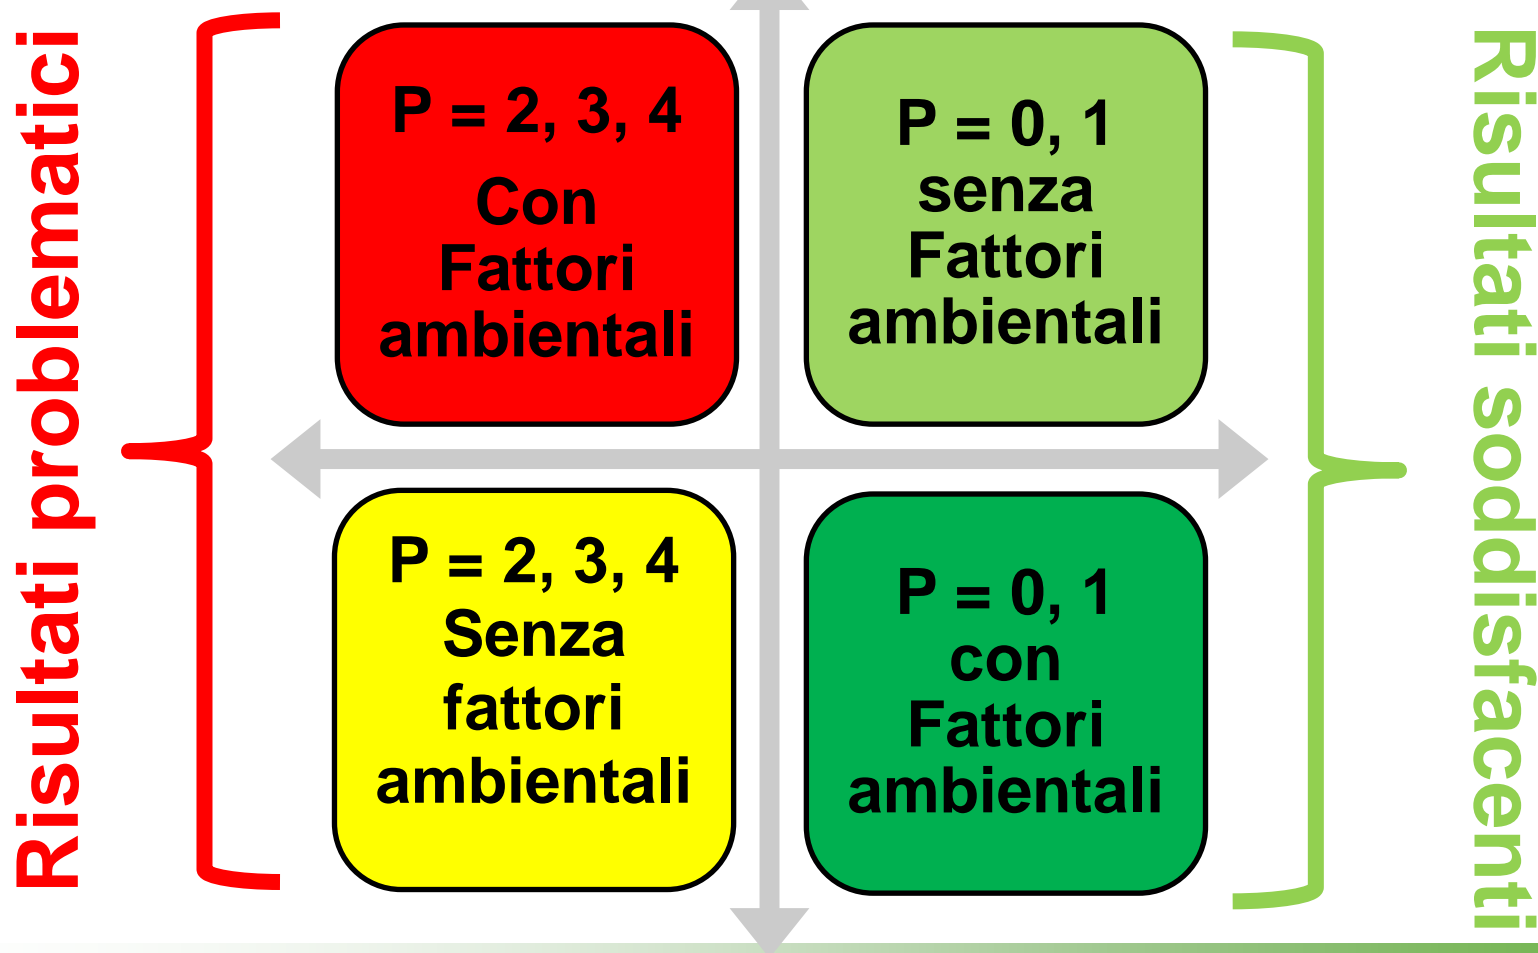 Risultati problematici
P = 2, 3, 4
Con
Fattori
ambientali
P = 0, 1
senza
Fattori
ambientali
P = 2, 3, 4
Senza
fattori
ambientali
P = 0, 1
con
Fattori
ambientali
Risultati soddisfacenti